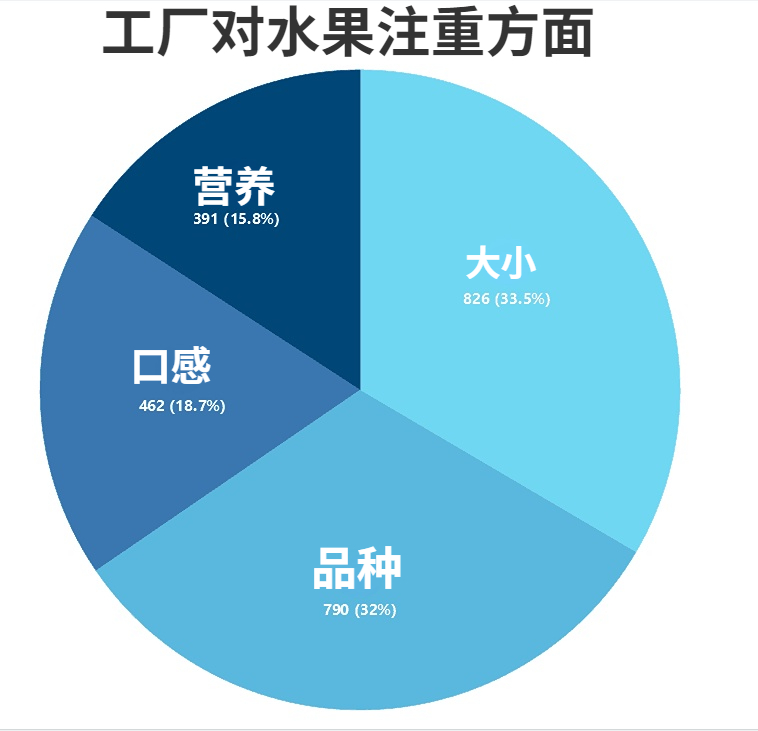 工厂对水果注重方面
营养
391 (15.8%)
大小
826 (33.5%)
口感
462 (18.7%)
品种
790 (32%)